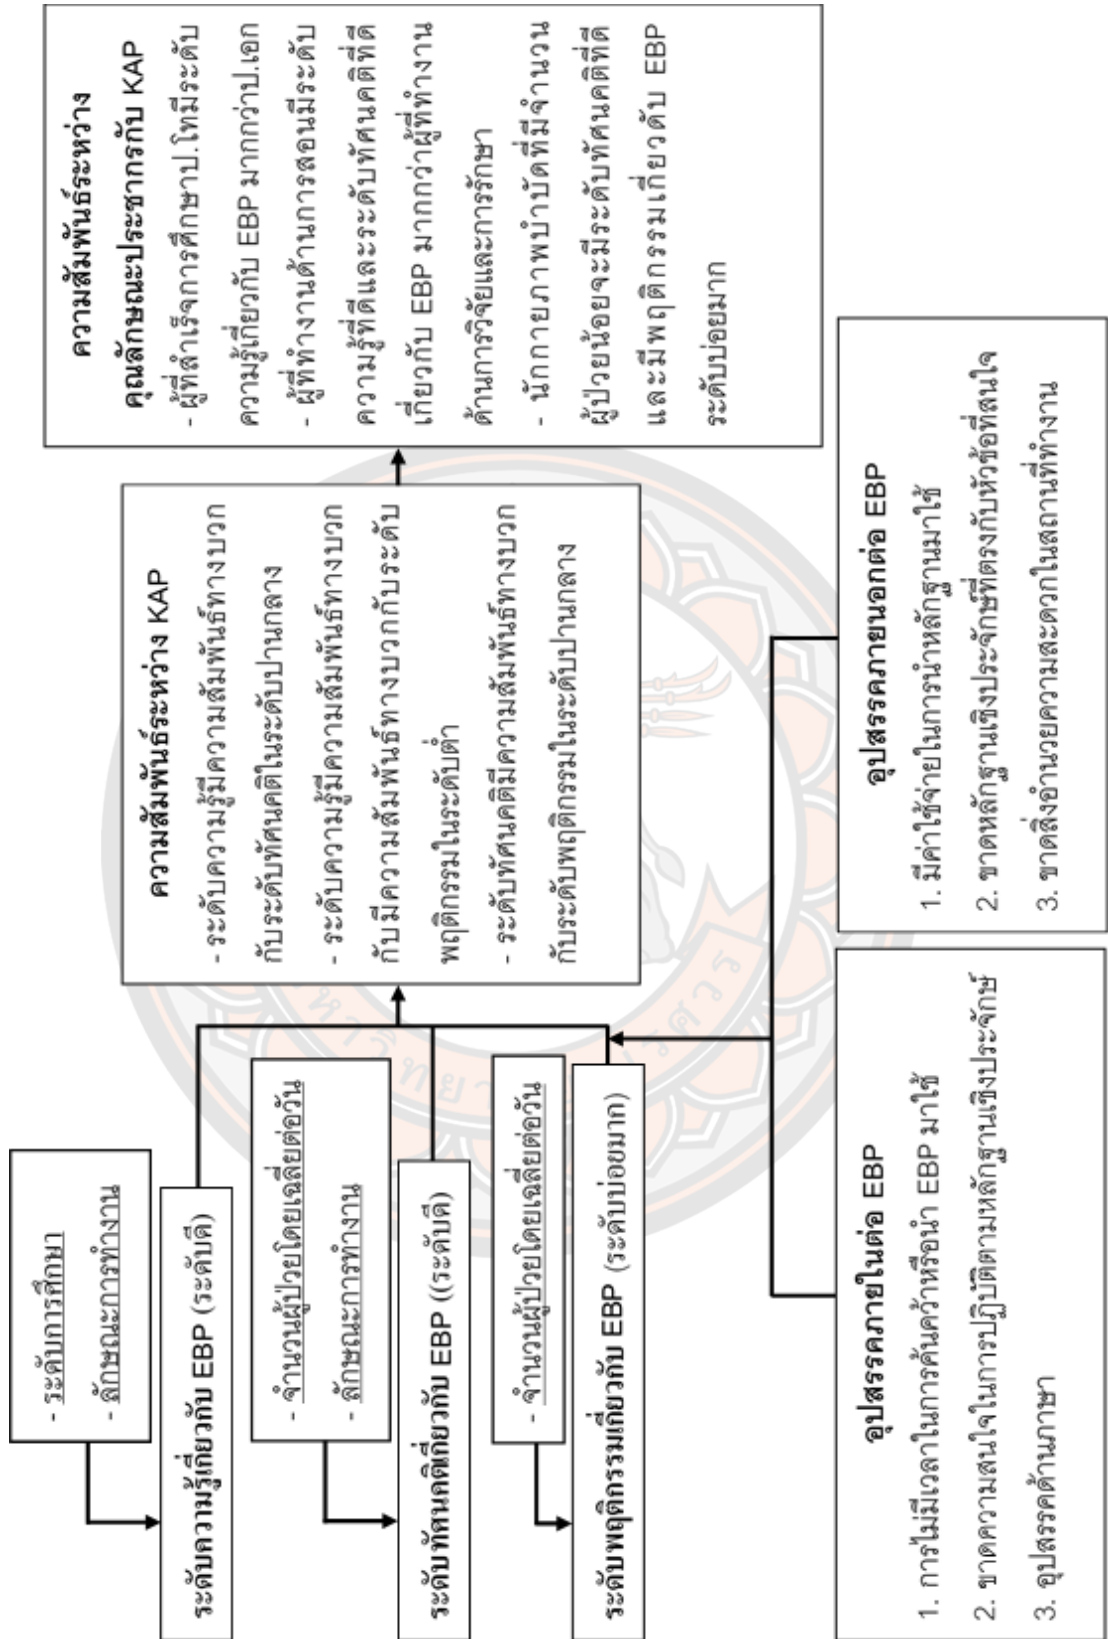 - ระดับการศึกษา
- ลักษณะการทำงาน
ระดับความรู้เกี่ยวกับ EBP (ระดับดี)
- จำนวนผู้ป่วยโดยเฉลี่ยต่อวัน
- ลักษณะการทำงาน
ระดับทัศนคติเกี่ยวกับ EBP ((ระดับดี)
- จำนวนผู้ป่วยโดยเฉลี่ยต่อวัน
ระดับพฤติกรรมเกี่ยวกับ EBP (ระดับบ่อยมาก)
ความสัมพันธ์ระหว่าง KAP
- ระดับความรู้มีความสัมพันธ์ทางบวก
กับระดับทัศนคติในระดับปานกลาง
- ระดับความรู้มีความสัมพันธ์ทางบวก
กับมีความสัมพันธ์ทางบวกกับระดับ
พฤติกรรมในระดับต่ำ
- ระดับทัศนคติมีความสัมพันธ์ทางบวก
กับระดับพฤติกรรมในระดับปานกลาง
ความสัมพันธ์ระหว่าง
คุณลักษณะประชากรกับ KAP
- ผู้ที่สำเร็จการศึกษาป.โทมีระดับ
ความรู้เกี่ยวกับ EBP มากกว่าป.เอก
- ผู้ที่ทำงานด้านการสอนมีระดับ
ความรู้ที่ดีและระดับทัศนคติที่ดี
เกี่ยวกับ EBP มากกว่าผู้ที่ทำงาน
ด้านการวิจัยและการรักษา
- นักกายภาพบำบัดที่มีจำนวน
ผู้ป่วยน้อยจะมีระดับทัศนคติที่ดี
และมีพฤติกรรมเกี่ยวดับ EBP
ระดับบ่อยมาก
อุปสรรคภายในต่อ EBP
1. การไม่มีเวลาในการค้นคว้าหรือนำ EBP มาใช้
2. ขาดความสนใจในการปฏิบัติตามหลักฐานเชิงประจักษ์
3. อุปสรรคด้านภาษา
อุปสรรคภายนอกต่อ EBP
1. มีค่าใช้จ่ายในการนำหลักฐานมาใช้
2. ขาดหลักฐานเชิงประจักษ์ที่ตรงกับหัวข้อที่สนใจ
3. ขาดสิ่งอำนวยความสะดวกในสถานที่ทำงาน